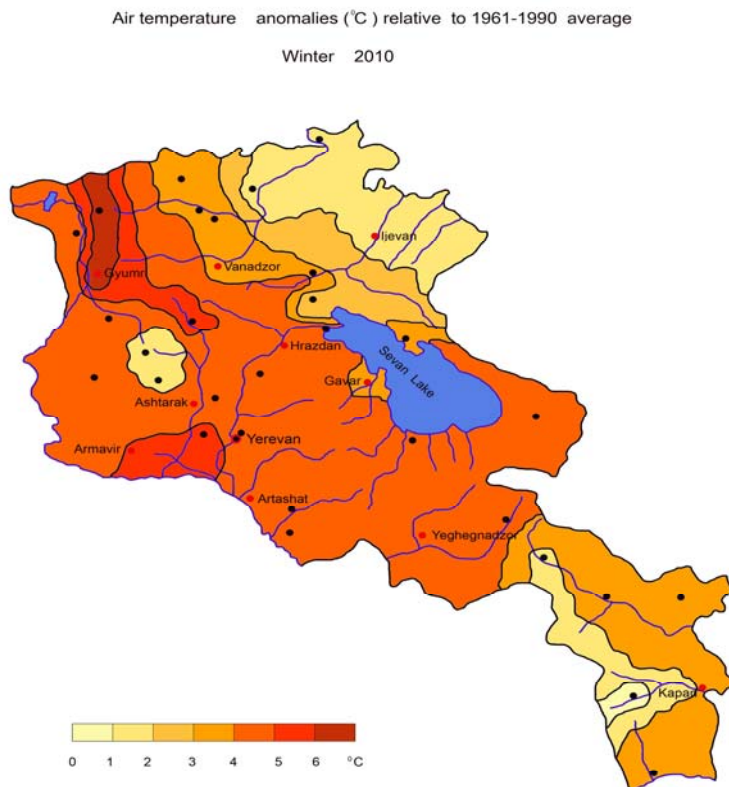 Air temperature anomalies (°C) relative to 1961-1990 average
Winter 2010
Ijevan
Gyumri
Vanadzor
Hrazdan
Sevan Lake
Gavar
Ashtarak
Armavir
Yerevan
Artashat
Yeghegnadzor
Kapan
0 1 2 3 4 5 6 °C